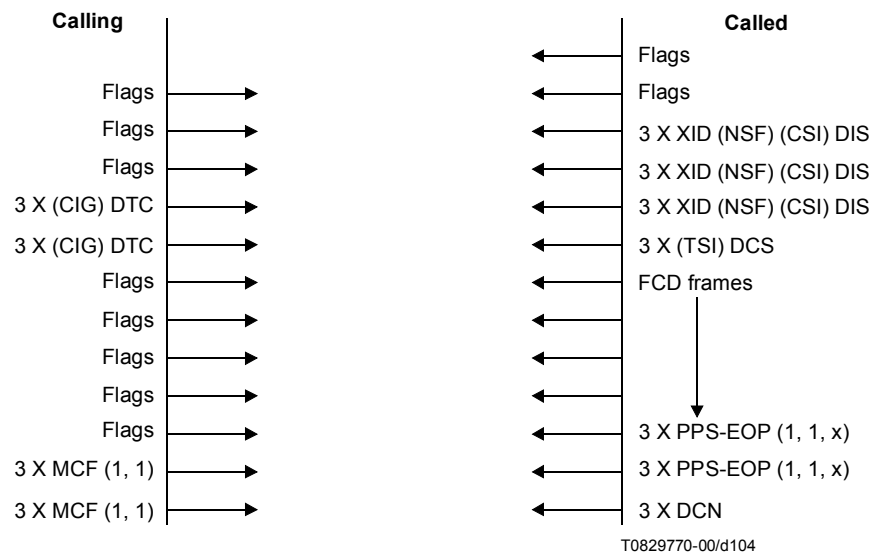 Calling Called
Flags
Flags Flags
Flags 3 X XID (NSF) (CSI) DIS
Flags 3 X XID (NSF) (CSI) DIS
3 X (CIG) DTC 3 X XID (NSF) (CSI) DIS
3 X (CIG) DTC 3 X (TSI) DCS
Flags FCD frames
Flags
Flags
Flags
Flags 3 X PPS-EOP (1, 1, x)
3 X MCF (1, 1) 3 X PPS-EOP (1, 1, x)
3 X MCF (1, 1) 3 X DCN
T0829770-00/d104